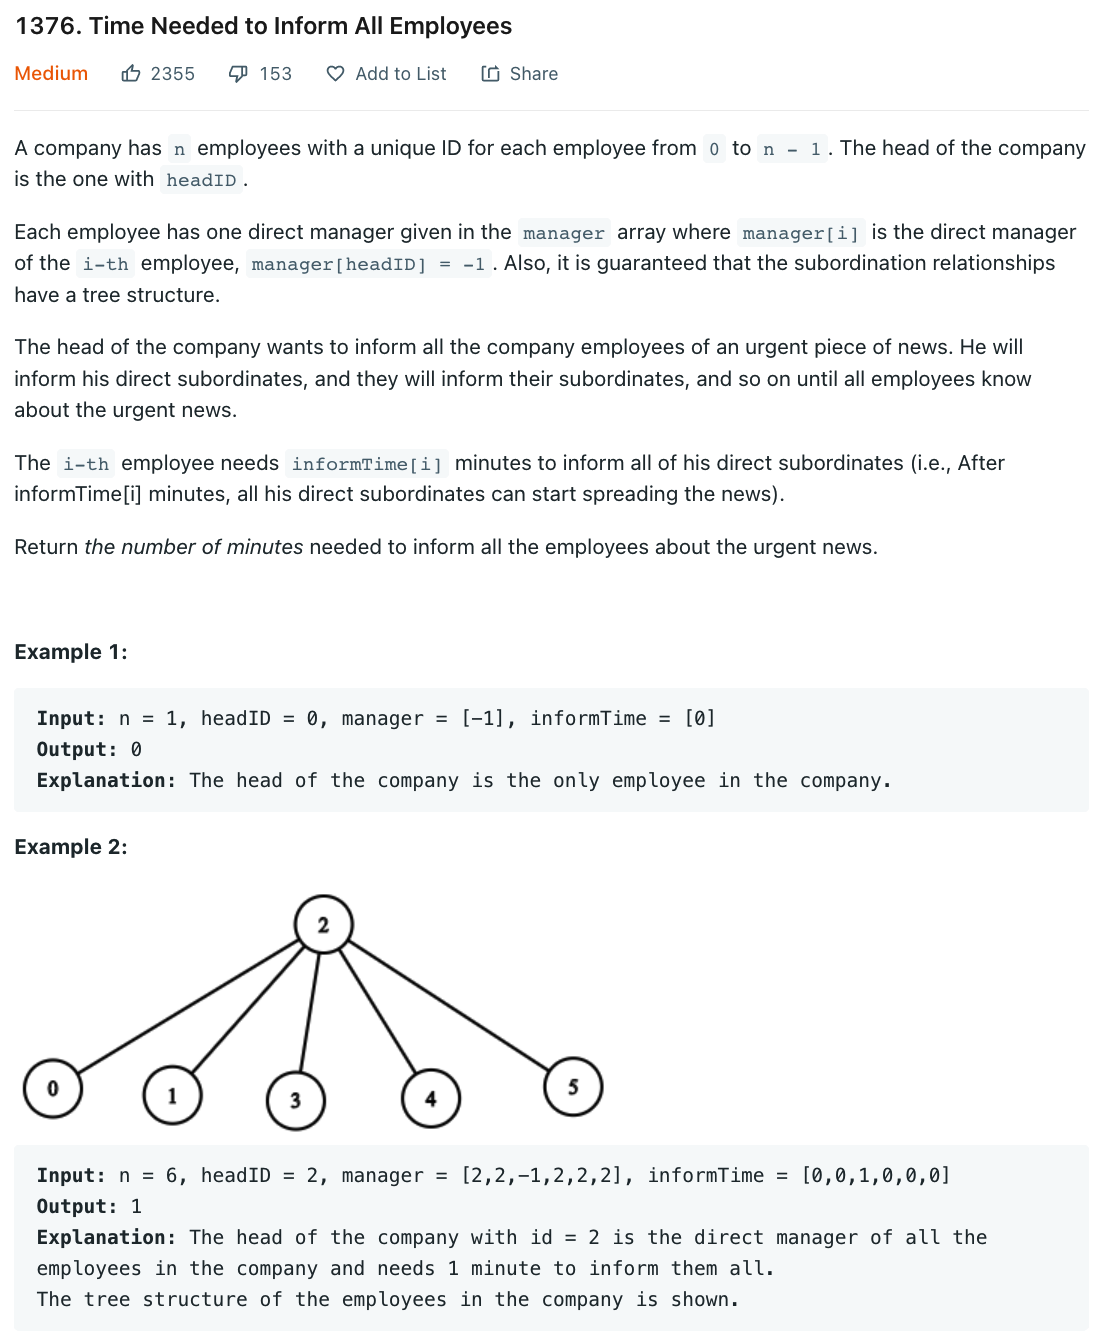 1376. Time Needed to Inform All Employees
Medium 2355 153 Add to List Share
A company has n employees with a unique ID for each employee from 0 to n - 1. The head of the company
is the one with headID.
Each employee has one direct manager given in the manager array where manager[i] is the direct manager
of the i-th employee, manager[headID] = -1. Also, it is guaranteed that the subordination relationships
have a tree structure.
The head of the company wants to inform all the company employees of an urgent piece of news. He will
inform his direct subordinates, and they will inform their subordinates, and so on until all employees know
about the urgent news.
The i-th employee needs informTime[i] minutes to inform all of his direct subordinates (i.e., After
informTime[i] minutes, all his direct subordinates can start spreading the news).
Return the number of minutes needed to inform all the employees about the urgent news.
Example 1:
Input: n = 1, headID = 0, manager = [-1], informTime = [0]
Output: 0
Explanation: The head of the company is the only employee in the company.
Example 2:
2
0 1 3 4 5
Input: n = 6, headID = 2, manager = [2,2,-1,2,2,2], informTime = [0,0,1,0,0,0]
Output: 1
Explanation: The head of the company with id = 2 is the direct manager of all the
employees in the company and needs 1 minute to inform them all.
The tree structure of the employees in the company is shown.